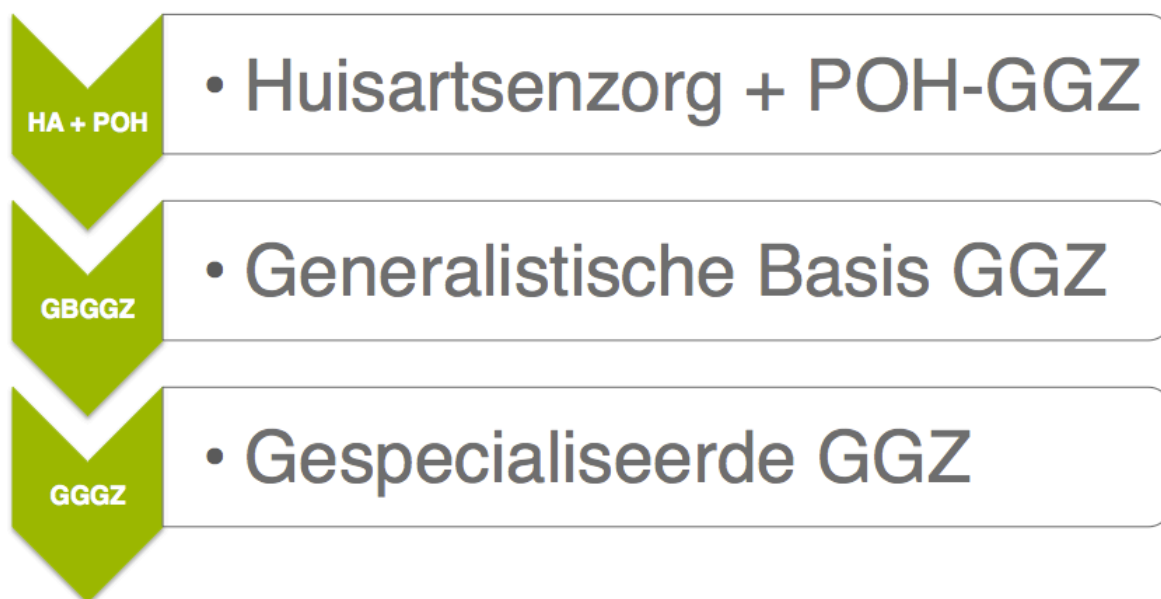 HA + POH
• Huisartsenzorg + POH-GGZ
GBGGZ
• Generalistische Basis GGZ
GGGZ
• Gespecialiseerde GGZ